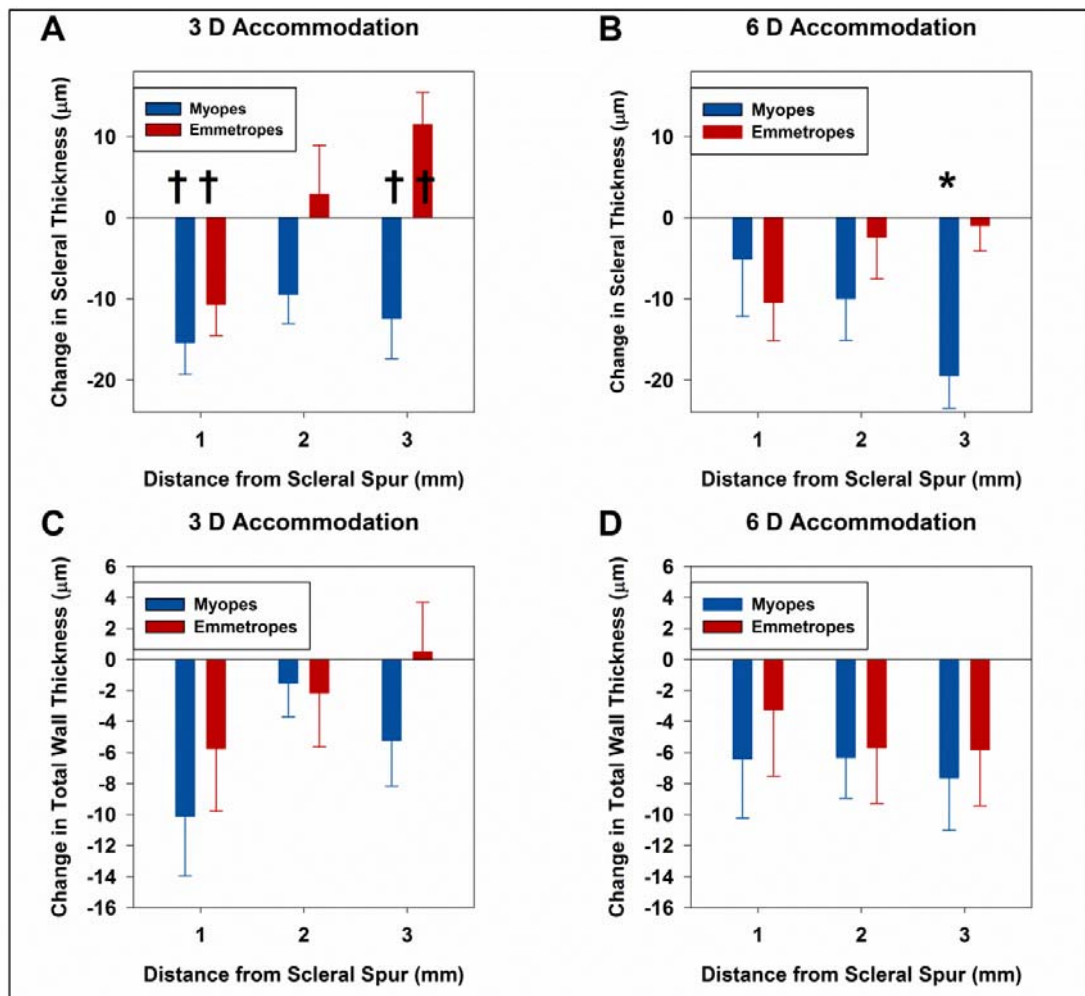 A
3 D Accommodation
Change in Scleral Thickness (μm)
Myopes
Emmetropes
10
0
-10
-20
† †
† †
1 2 3
Distance from Scleral Spur (mm)
B
6 D Accommodation
Change in Scleral Thickness (μm)
Myopes
Emmetropes
10
0
-10
-20
*
1 2 3
Distance from Scleral Spur (mm)
C
3 D Accommodation
Change in Total Wall Thickness (μm)
Myopes
Emmetropes
6
4
2
0
-2
-4
-6
-8
-10
-12
-14
-16
1 2 3
Distance from Scleral Spur (mm)
D
6 D Accommodation
Change in Total Wall Thickness (μm)
Myopes
Emmetropes
6
4
2
0
-2
-4
-6
-8
-10
-12
-14
-16
1 2 3
Distance from Scleral Spur (mm)